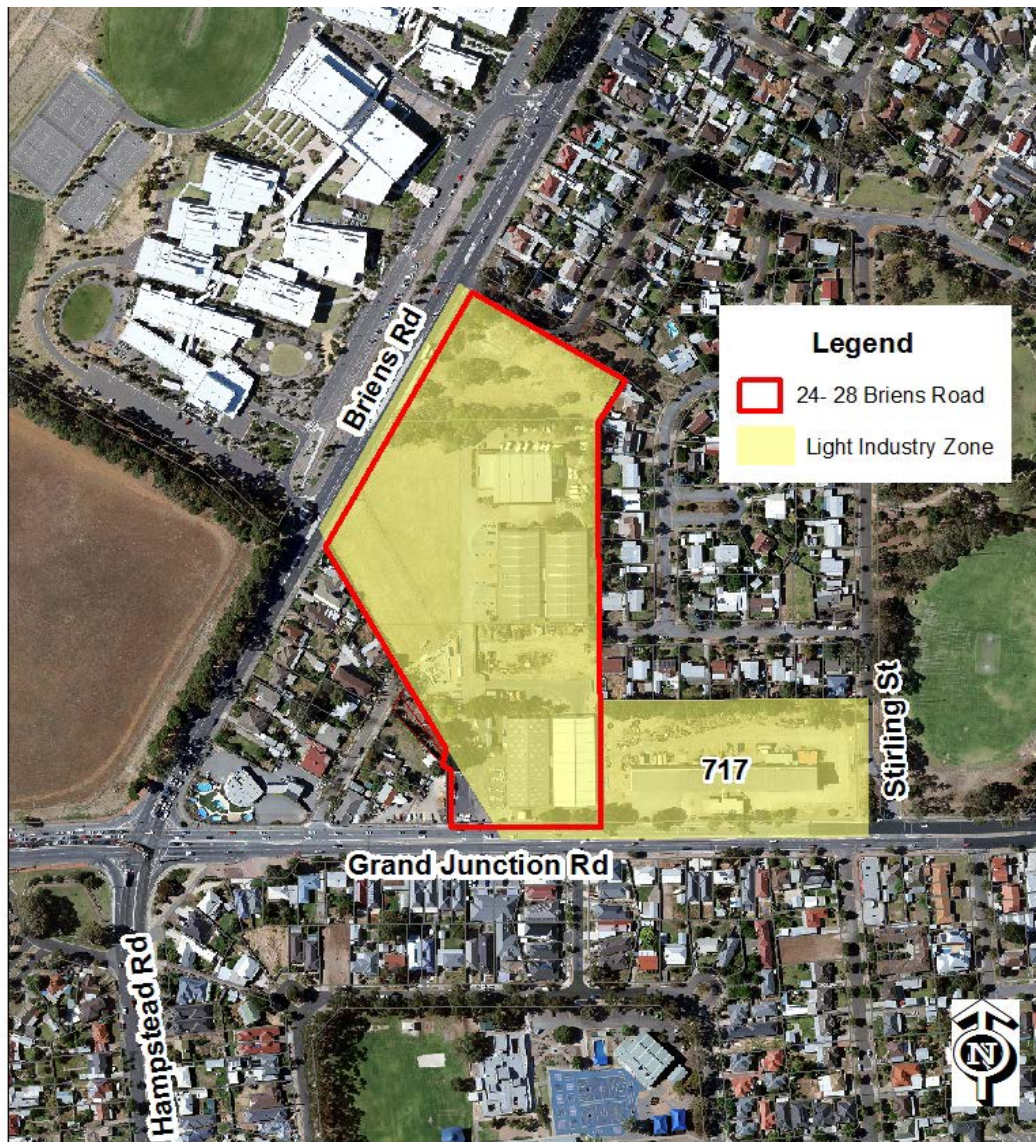 Briens Rd
Legend
24- 28 Briens Road
Light Industry Zone
717
Stirling St
Grand Junction Rd
Hampstead Rd
N